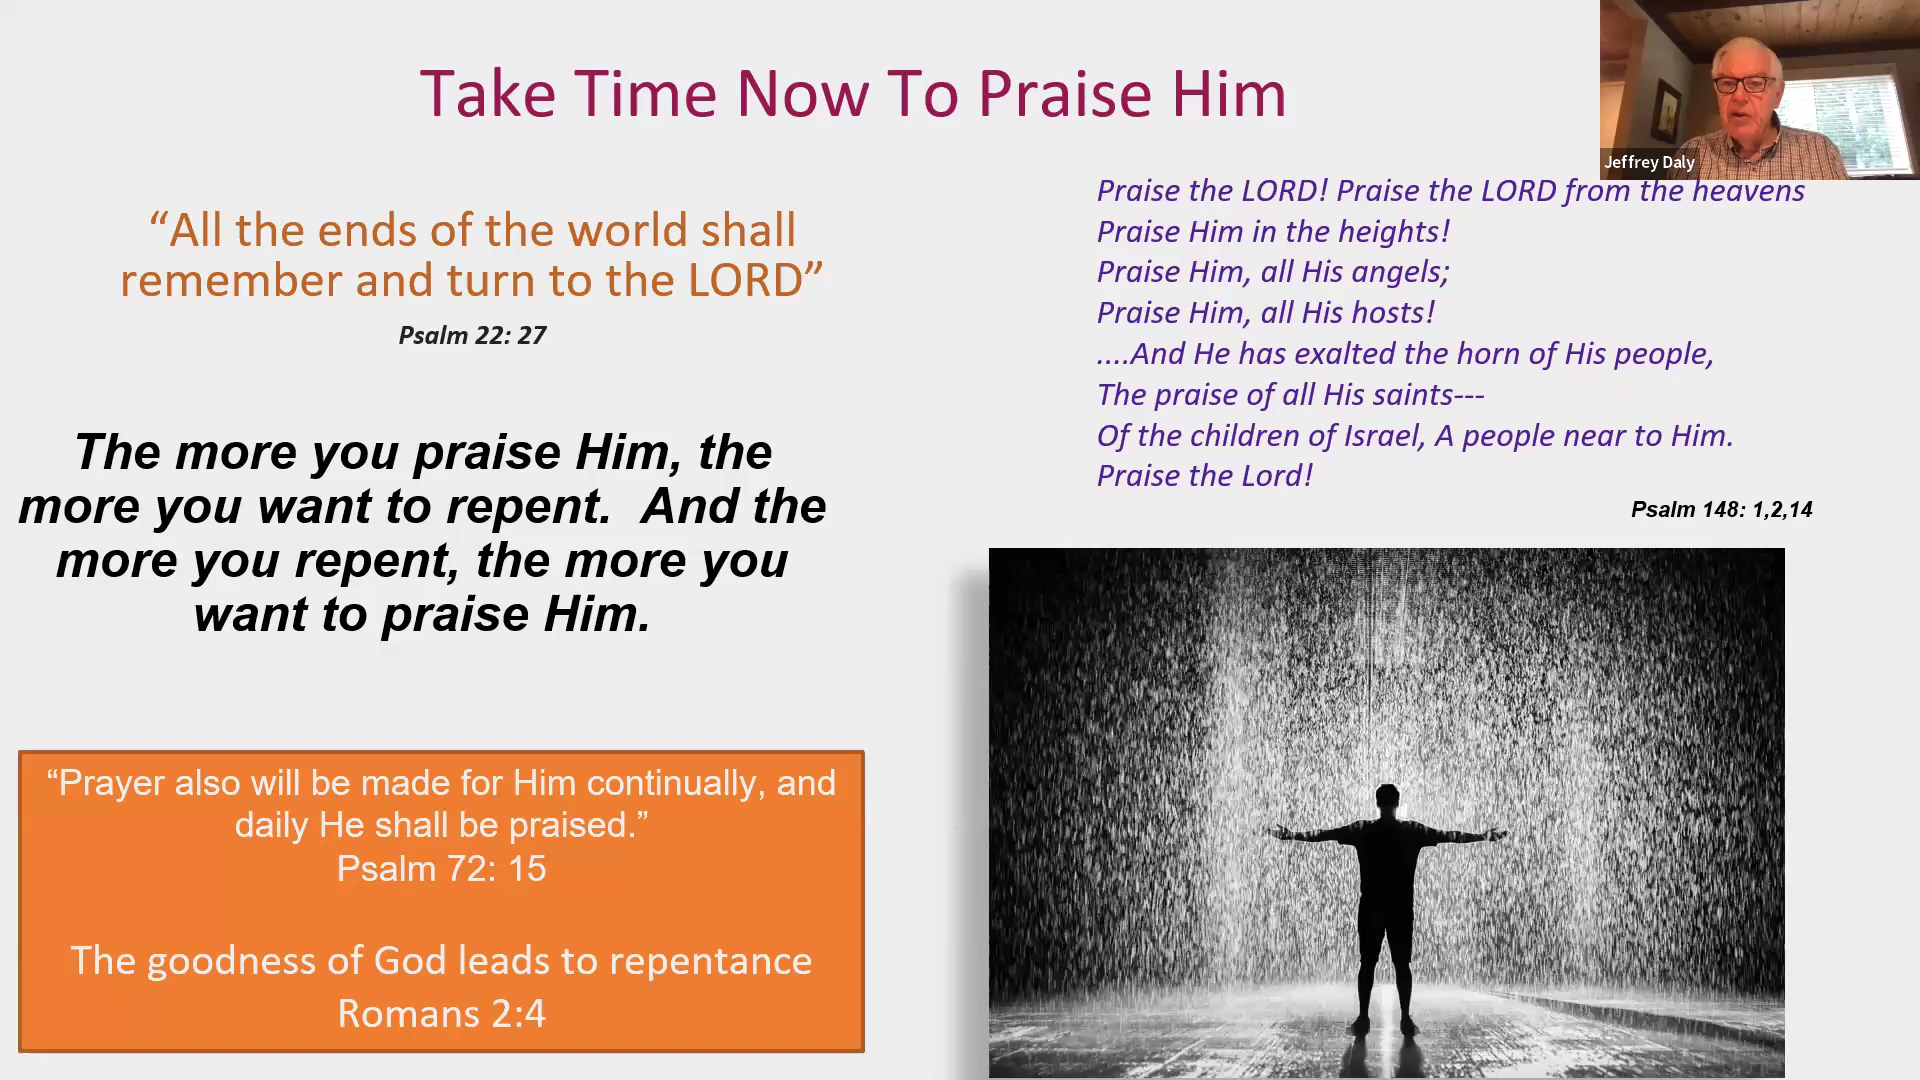 Take Time Now To Praise Him
Jeffrey Daly
“All the ends of the world shall
remember and turn to the LORD”
Psalm 22: 27
The more you praise Him, the
more you want to repent.  And the
more you repent, the more you
want to praise Him.
“Prayer also will be made for Him continually, and
daily He shall be praised.”
Psalm 72: 15
The goodness of God leads to repentance
Romans 2:4
Praise the LORD! Praise the LORD from the heavens
Praise Him in the heights!
Praise Him, all His angels;
Praise Him, all His hosts!
....And He has exalted the horn of His people,
The praise of all His saints---
Of the children of Israel, A people near to Him.
Praise the Lord!
Psalm 148: 1,2,14